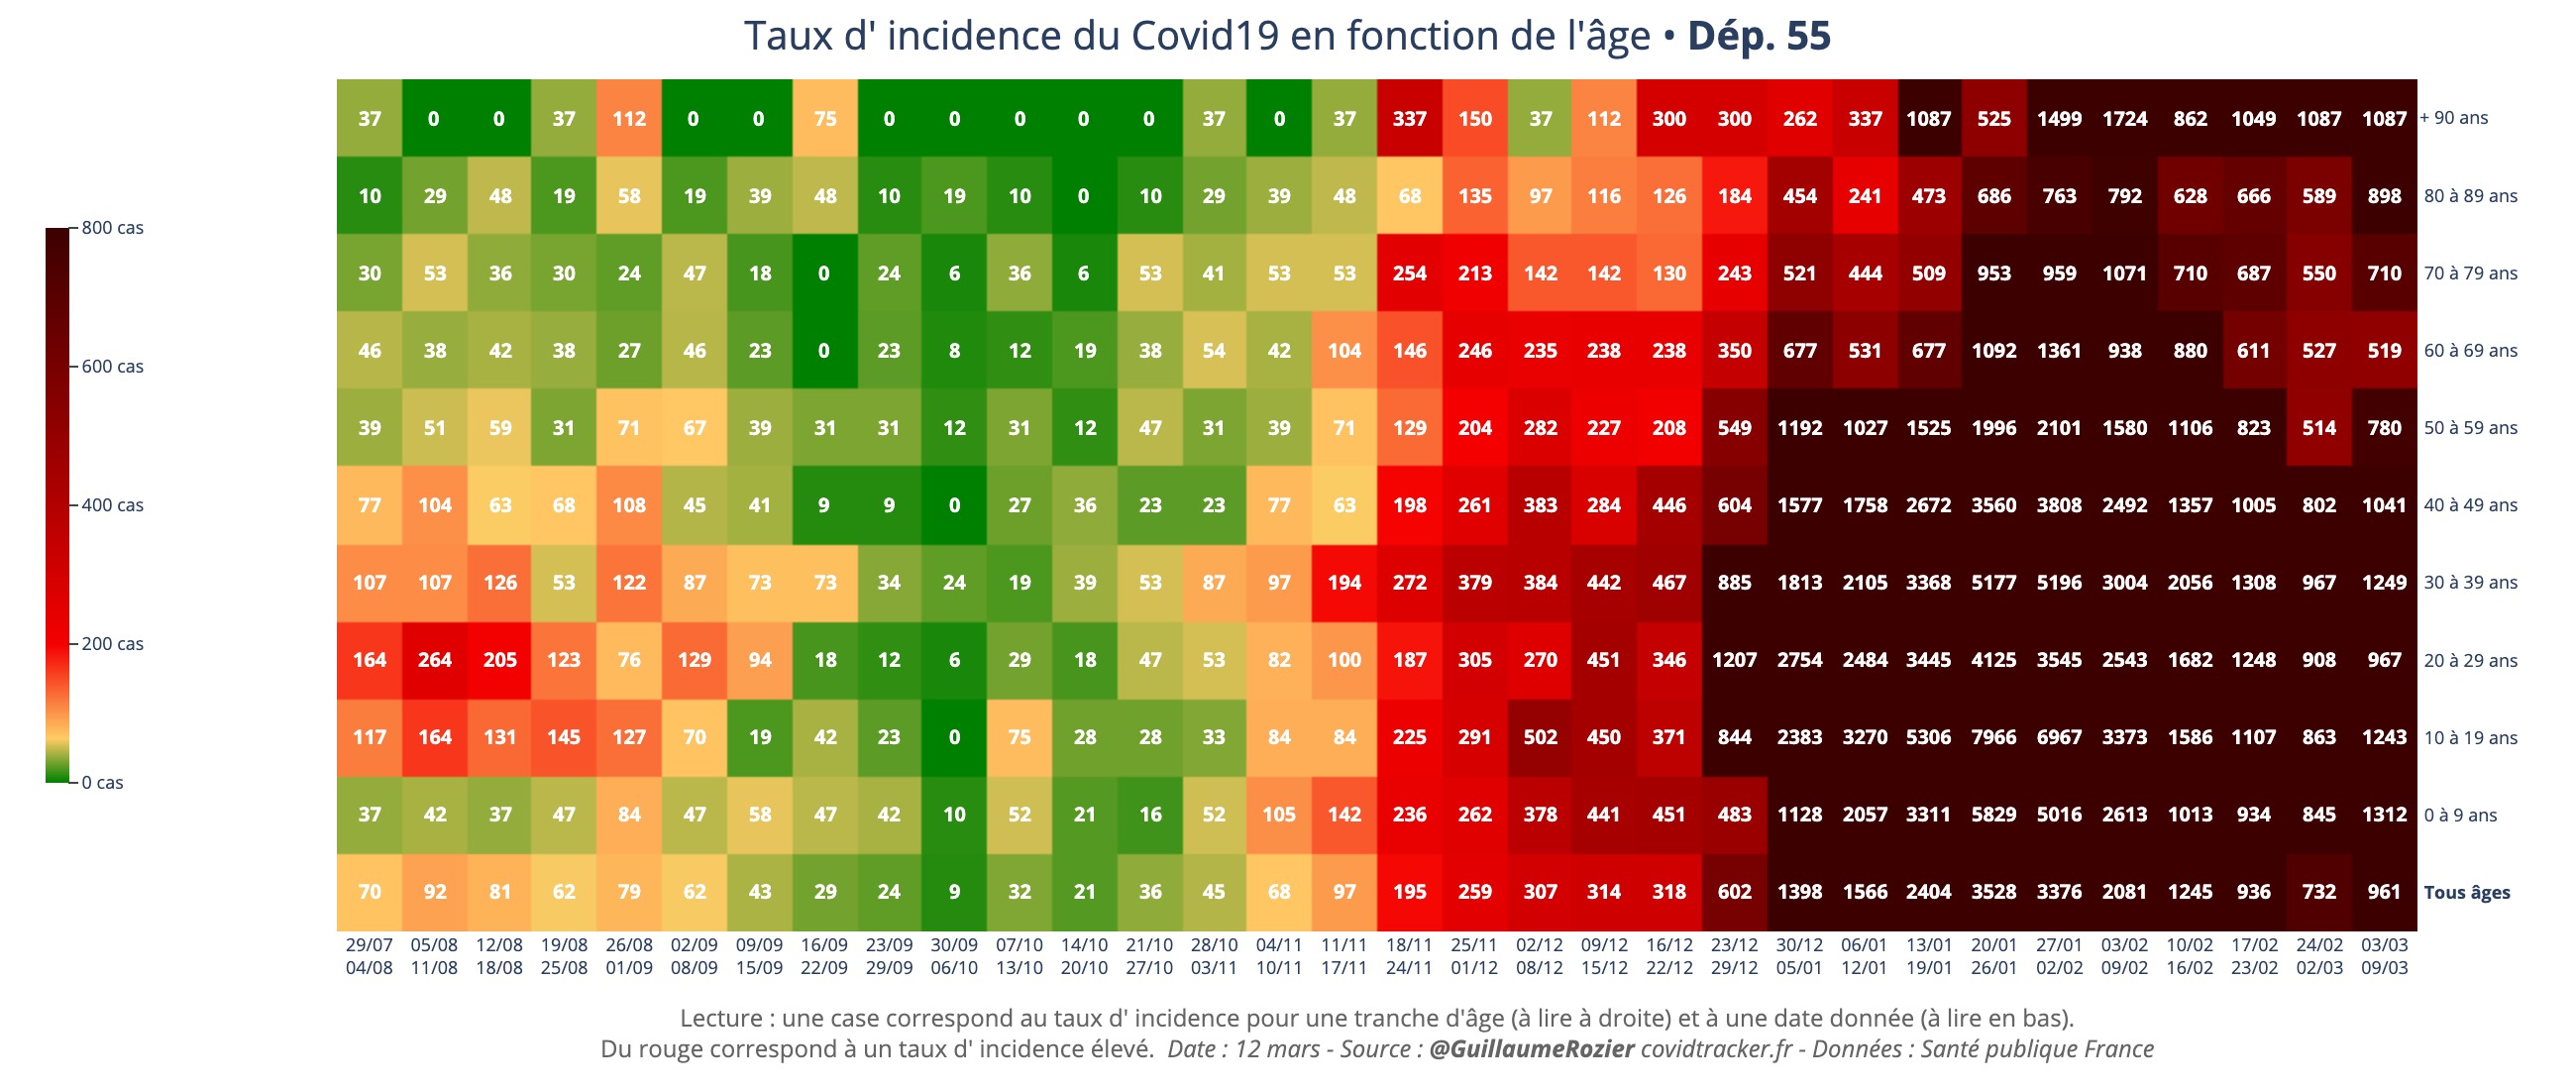 Taux d' incidence du Covid19 en fonction de l'âge • Dép. 55
37 0 0 37 112 0 0 75 0 0 0 0 0 37 0 37 337 150 37 112 300 300 262 337 1087 525 1499 1724 862 1049 1087 1087 + 90 ans
10 29 48 19 58 19 39 48 10 19 10 0 10 29 39 48 68 135 97 116 126 184 454 241 473 686 763 792 628 666 589 898 80 à 89 ans
800 cas
30 53 36 30 24 47 18 0 24 6 36 6 53 41 53 53 254 213 142 142 130 243 521 444 509 953 959 1071 710 687 550 710 70 à 79 ans
46 38 42 38 27 46 23 0 23 8 12 19 38 54 42 104 146 246 235 238 238 350 677 531 677 1092 1361 938 880 611 527 519 60 à 69 ans
600 cas
39 51 59 31 71 67 39 31 31 12 31 12 47 31 39 71 129 204 282 227 208 549 1192 1027 1525 1996 2101 1580 1106 823 514 780 50 à 59 ans
400 cas
77 104 63 68 108 45 41 9 9 0 27 36 23 23 77 63 198 261 383 284 446 604 1577 1758 2672 3560 3808 2492 1357 1005 802 1041 40 à 49 ans
107 107 126 53 122 87 73 73 34 24 19 39 53 87 97 194 272 379 384 442 467 885 1813 2105 3368 5177 5196 3004 2056 1308 967 1249 30 à 39 ans
200 cas
164 264 205 123 76 129 94 18 12 6 29 18 47 53 82 100 187 305 270 451 346 1207 2754 2484 3445 4125 3545 2543 1682 1248 908 967 20 à 29 ans
117 164 131 145 127 70 19 42 23 0 75 28 28 33 84 84 225 291 502 450 371 844 2383 3270 5306 7966 6967 3373 1586 1107 863 1243 10 à 19 ans
0 cas
37 42 37 47 84 47 58 47 42 10 52 21 16 52 105 142 236 262 378 441 451 483 1128 2057 3311 5829 5016 2613 1013 934 845 1312 0 à 9 ans
70 92 81 62 79 62 43 29 24 9 32 21 36 45 68 97 195 259 307 314 318 602 1398 1566 2404 3528 3376 2081 1245 936 732 961 Tous âges
29/07 05/08 12/08 19/08 26/08 02/09 09/09 16/09 23/09 30/09 07/10 14/10 21/10 28/10 04/11 11/11 18/11 25/11 02/12 09/12 16/12 23/12 30/12 06/01 13/01 20/01 27/01 03/02 10/02 17/02 24/02 03/03
04/08 11/08 18/08 25/08 01/09 08/09 15/09 22/09 29/09 06/10 13/10 20/10 27/10 03/11 10/11 17/11 24/11 01/12 08/12 15/12 22/12 29/12 05/01 12/01 19/01 26/01 02/02 09/02 16/02 23/02 02/03 09/03
Lecture : une case correspond au taux d' incidence pour une tranche d'âge (à lire à droite) et à une date donnée (à lire en bas).
Du rouge correspond à un taux d' incidence élevé. Date : 12 mars - Source : @GuillaumeRozier covidtracker.fr - Données : Santé publique France